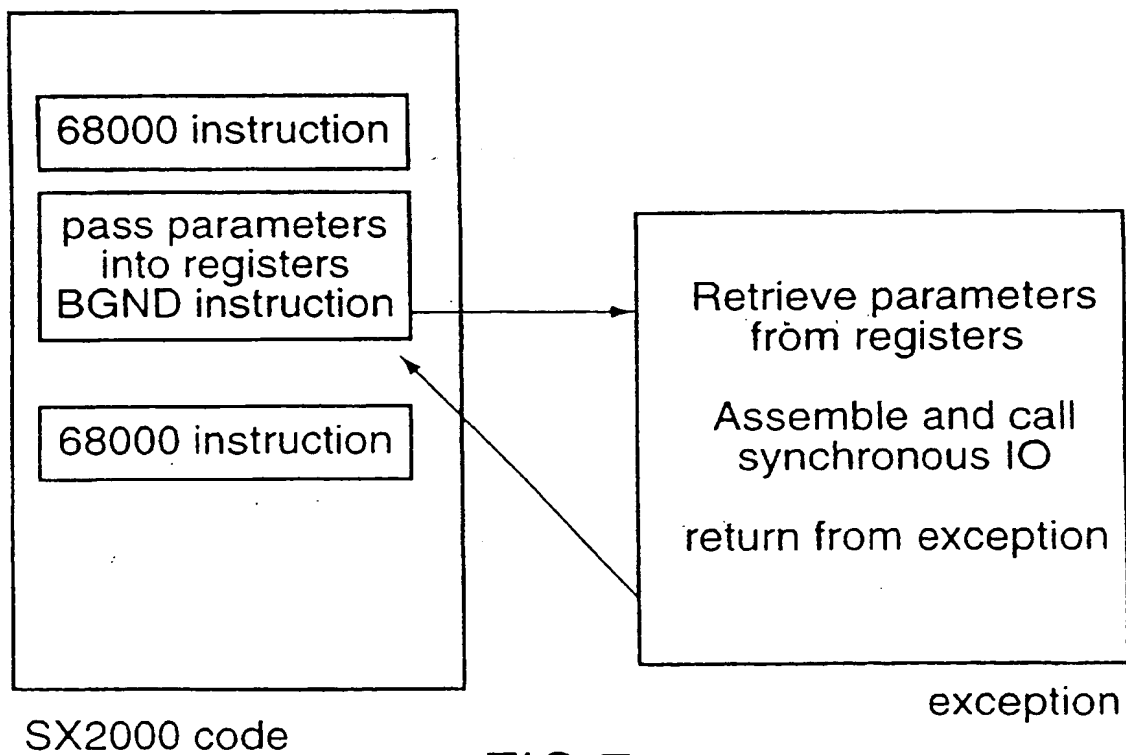 68000 instruction
pass parameters
into registers
BGND instruction
68000 instruction
Retrieve parameters
from registers
Assemble and call
synchronous IO
return from exception
exception
SX2000 code